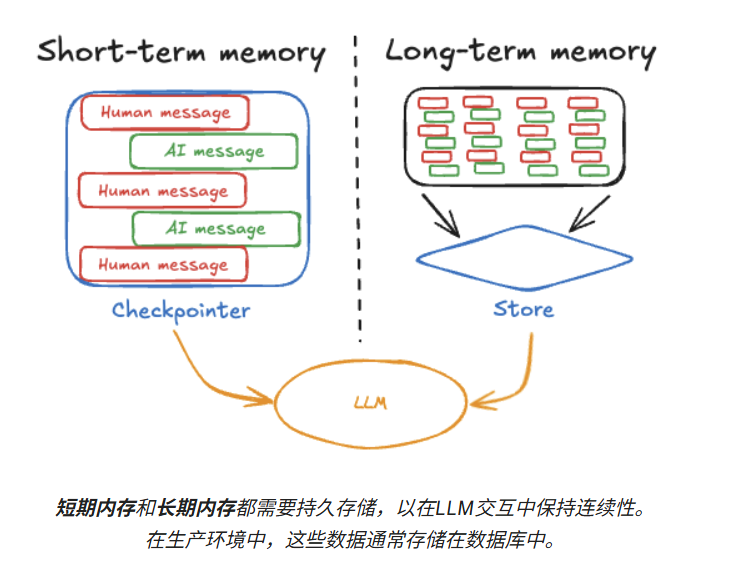 Short-term memory
Long-term memory
Human message
AI message
Human message
AI message
Human message
Checkpointer
Store
LLM
短期内存和长期内存都需要持久存储，以在LLM交互中保持连续性。
在生产环境中，这些数据通常存储在数据库中。